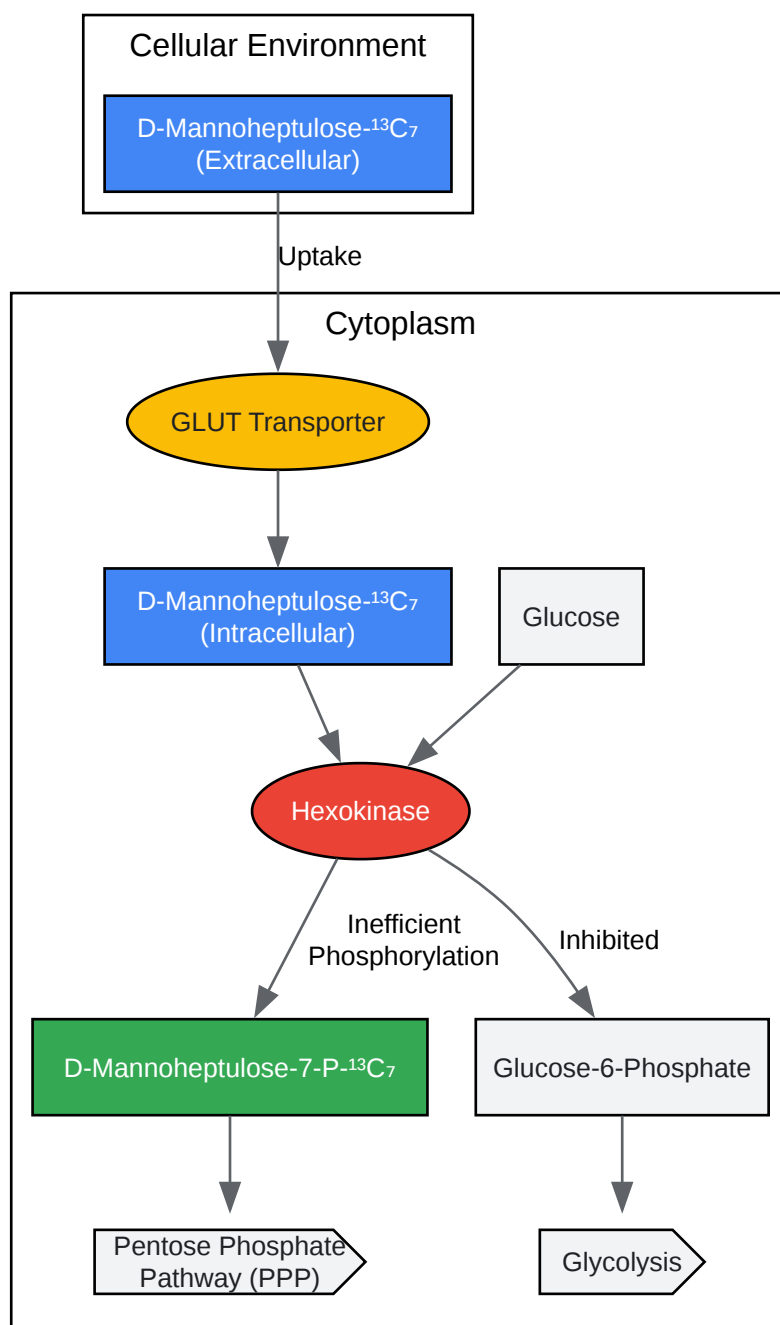 Cellular Environment
D-Mannoheptulose-¹³C₇
(Extracellular)
Uptake
Cytoplasm
GLUT Transporter
D-Mannoheptulose-¹³C₇
(Intracellular)
Glucose
Hexokinase
Inefficient
Phosphorylation
Inhibited
D-Mannoheptulose-7-P-¹³C₇
Glucose-6-Phosphate
Pentose Phosphate
Pathway (PPP)
Glycolysis